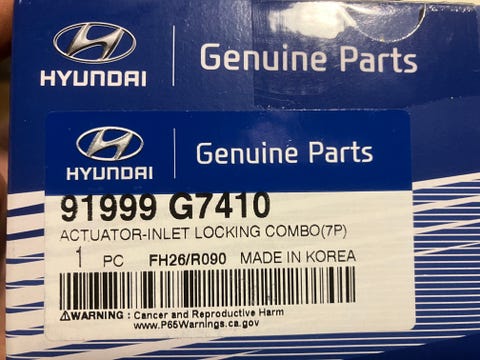 HYUNDAI
Genuine Parts
HYUNDAI
Genuine Parts
91999 G7410
ACTUATOR-INLET LOCKING COMBO(7P)
1 PC FH26/R090 MADE IN KOREA
⚠WARNING : Cancer and Reproductive Harm
www.P65Warnings.ca.gov